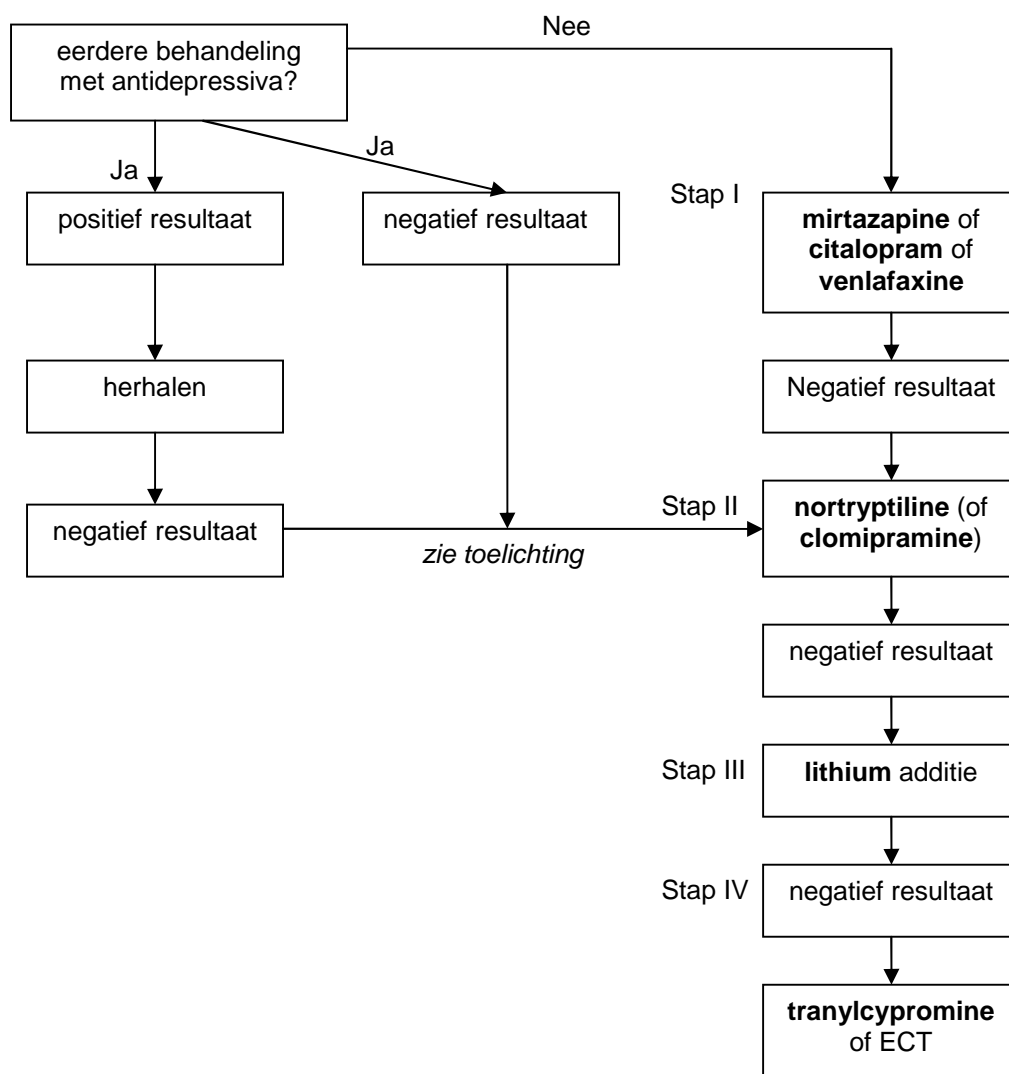 Nee
eerdere behandeling
met antidepressiva?
Ja
Ja
Stap I
positief resultaat
negatief resultaat
mirtazapine of
citalopram of
venlafaxine
herhalen
Negatief resultaat
negatief resultaat
zie toelichting
Stap II
nortryptiline (of
clomipramine)
negatief resultaat
Stap III
lithium additie
Stap IV
negatief resultaat
tranylcypromine
of ECT